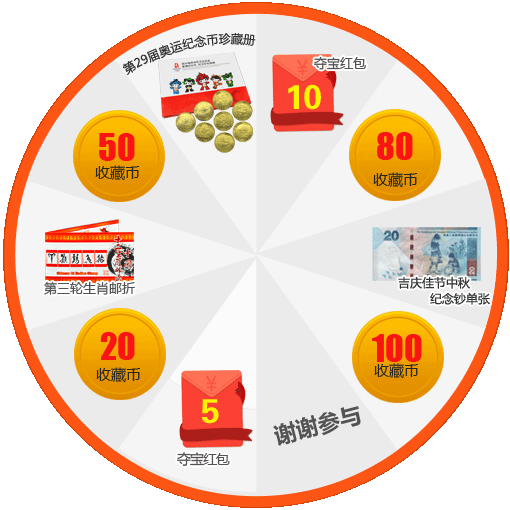 第29届奥运纪念币珍藏册
夺宝红包
¥
10
50
收藏币
80
收藏币
第三轮生肖邮折
20
吉庆佳节中秋
纪念钞单张
20
收藏币
100
收藏币
¥
5
夺宝红包
谢谢参与